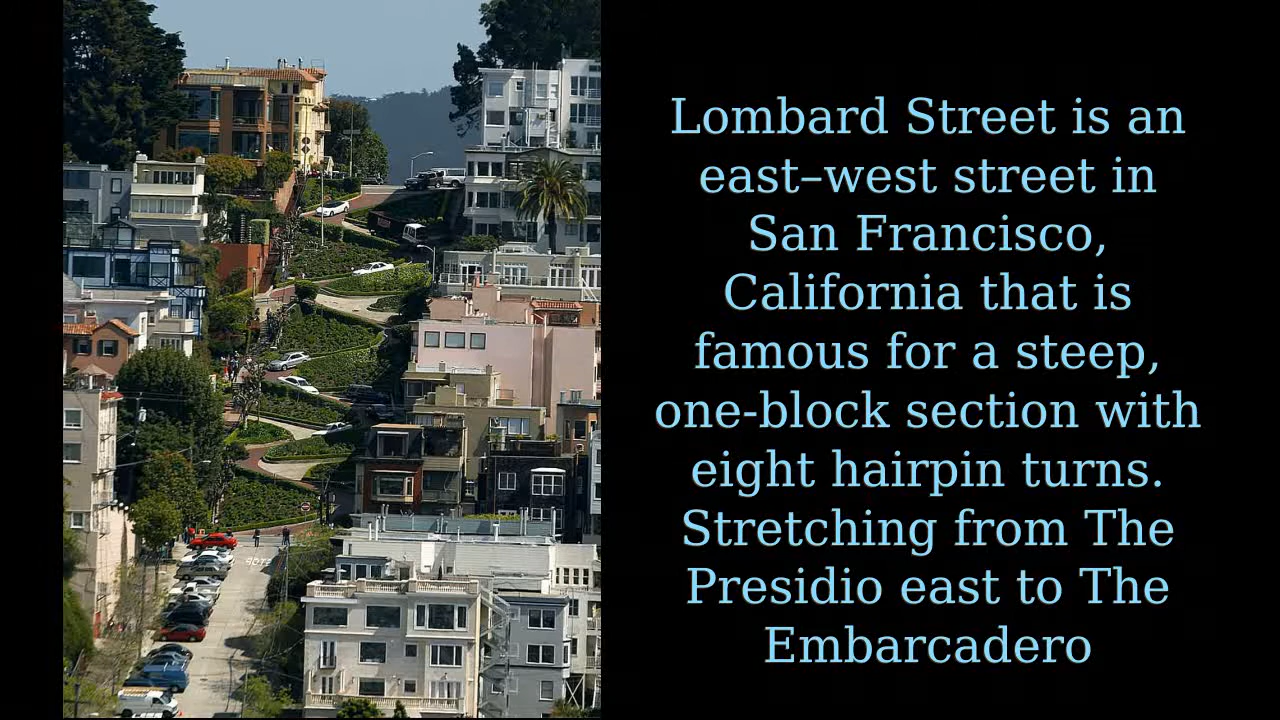 Lombard Street is an
east–west street in
San Francisco,
California that is
famous for a steep,
one-block section with
eight hairpin turns.
Stretching from The
Presidio east to The
Embarcadero